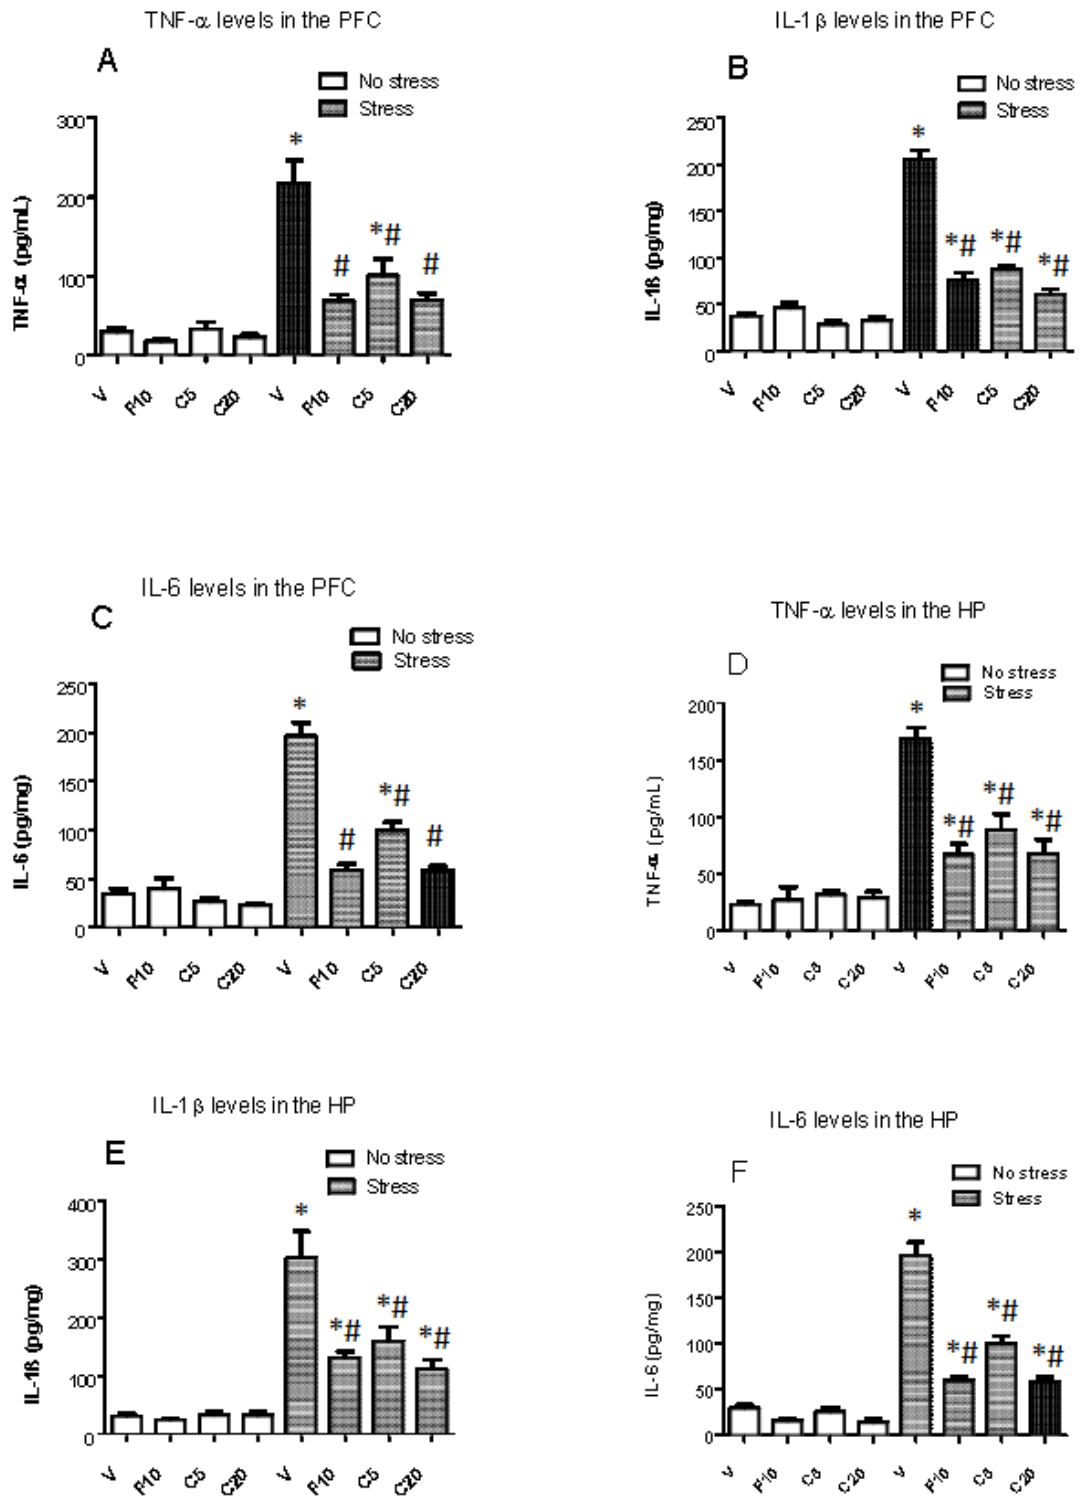 TNF-α levels in the PFC
A
No stress
Stress
*
*#
#
#
300
200
100
0
TNF-α (pg/mL)
V
F10
C5
C20
V
F10
C5
C20
IL-1β levels in the PFC
B
No stress
Stress
*
*#
*#
*#
250
200
150
100
50
0
IL-1ß (pg/mg)
V
F10
C5
C20
V
F10
C5
C20
IL-6 levels in the PFC
C
No stress
Stress
*
*#
#
#
250
200
150
100
50
0
IL-6 (pg/mg)
V
F10
C5
C20
V
F10
C5
C20
TNF-α levels in the HP
D
No stress
Stress
*
*#
*#
*#
200
150
100
50
0
TNF-α (pg/mL)
V
F10
C5
C20
V
F10
C5
C20
IL-1β levels in the HP
E
No stress
Stress
*
*#
*#
*#
400
300
200
100
0
IL-1ß (pg/mg)
V
F10
C5
C20
V
F10
C5
C20
IL-6 levels in the HP
F
No stress
Stress
*
*#
*#
*#
250
200
150
100
50
0
IL-6 (pg/mg)
V
F10
C5
C20
V
F10
C5
C20